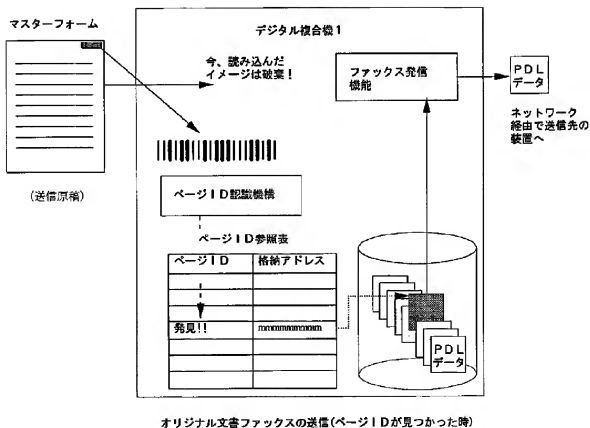 マスターフォーム
デジタル複合機1
今、読み込んだ
イメージは破棄!
ファックス発信
機能
PDL
データ
ネットワーク
経由で送信先の
装置へ
(送信原稿)
ページID認識機構
ページID参照表
ページID
格納アドレス
発見!!
PDL
データ
オリジナル文書ファックスの送信(ページIDが見つかった時)